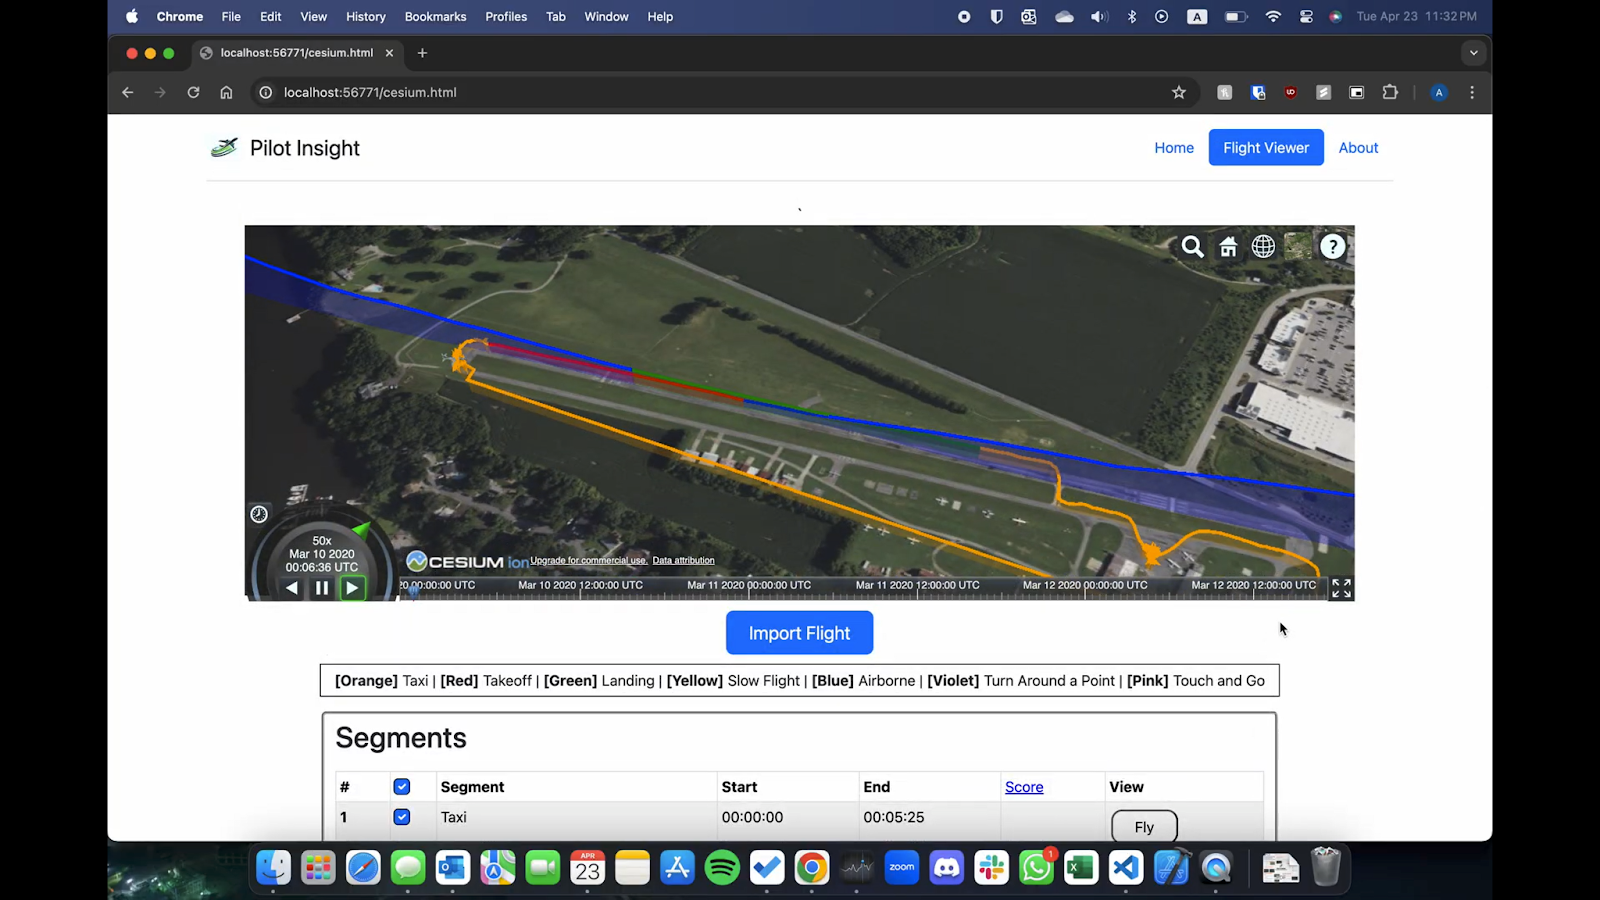 Chrome File Edit View History Bookmarks Profiles Tab Window Help A Tue Apr 23 11:32 PM
localhost:56771/cesium.html
localhost:56771/cesium.html A
Pilot Insight Home Flight Viewer About
`
?
50x
Mar 10 2020
00:06:36 UTC
CESIUM ion Upgrade for commercial use. Data attribution
20 00:00:00 UTC Mar 10 2020 12:00:00 UTC Mar 11 2020 00:00:00 UTC Mar 11 2020 12:00:00 UTC Mar 12 2020 00:00:00 UTC Mar 12 2020 12:00:00 UTC
Import Flight
[Orange] Taxi | [Red] Takeoff | [Green] Landing | [Yellow] Slow Flight | [Blue] Airborne | [Violet] Turn Around a Point | [Pink] Touch and Go
Segments
# Segment Start End Score View
1 Taxi 00:00:00 00:05:25 Fly
APR
23
zoom
1